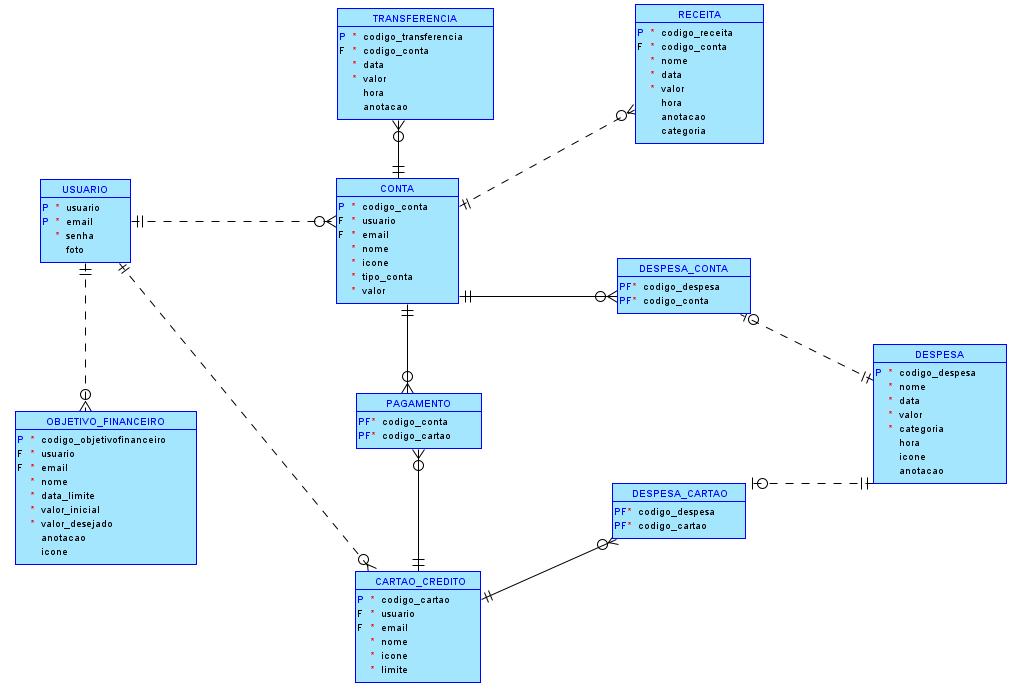 TRANSFERENCIA
P * codigo_transferencia
F * codigo_conta
* data
* valor
hora
anotacao
RECEITA
P * codigo_receita
F * codigo_conta
* nome
* data
* valor
hora
anotacao
categoria
USUARIO
P * usuario
P * email
* senha
foto
CONTA
P * codigo_conta
F * usuario
F * email
* nome
* icone
* tipo_conta
* valor
DESPESA_CONTA
PF* codigo_despesa
PF* codigo_conta
DESPESA
P * codigo_despesa
* nome
* data
* valor
* categoria
hora
icone
anotacao
PAGAMENTO
PF* codigo_conta
PF* codigo_cartao
OBJETIVO_FINANCEIRO
P * codigo_objetivofinanceiro
F * usuario
F * email
* nome
* data_limite
* valor_inicial
* valor_desejado
anotacao
icone
DESPESA_CARTAO
PF* codigo_despesa
PF* codigo_cartao
CARTAO_CREDITO
P * codigo_cartao
F * usuario
F * email
* nome
* icone
* limite